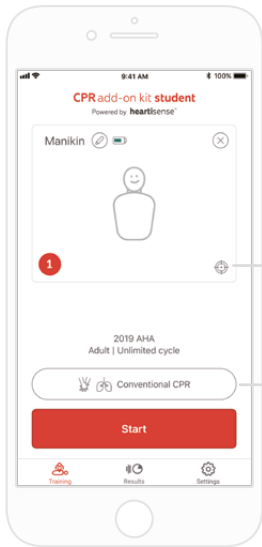 9:41 AM
100%
CPR add-on kit student
Powered by heartisense
Manikin
1
2019 AHA
Adult | Unlimited cycle
Conventional CPR
Start
Training Results Settings